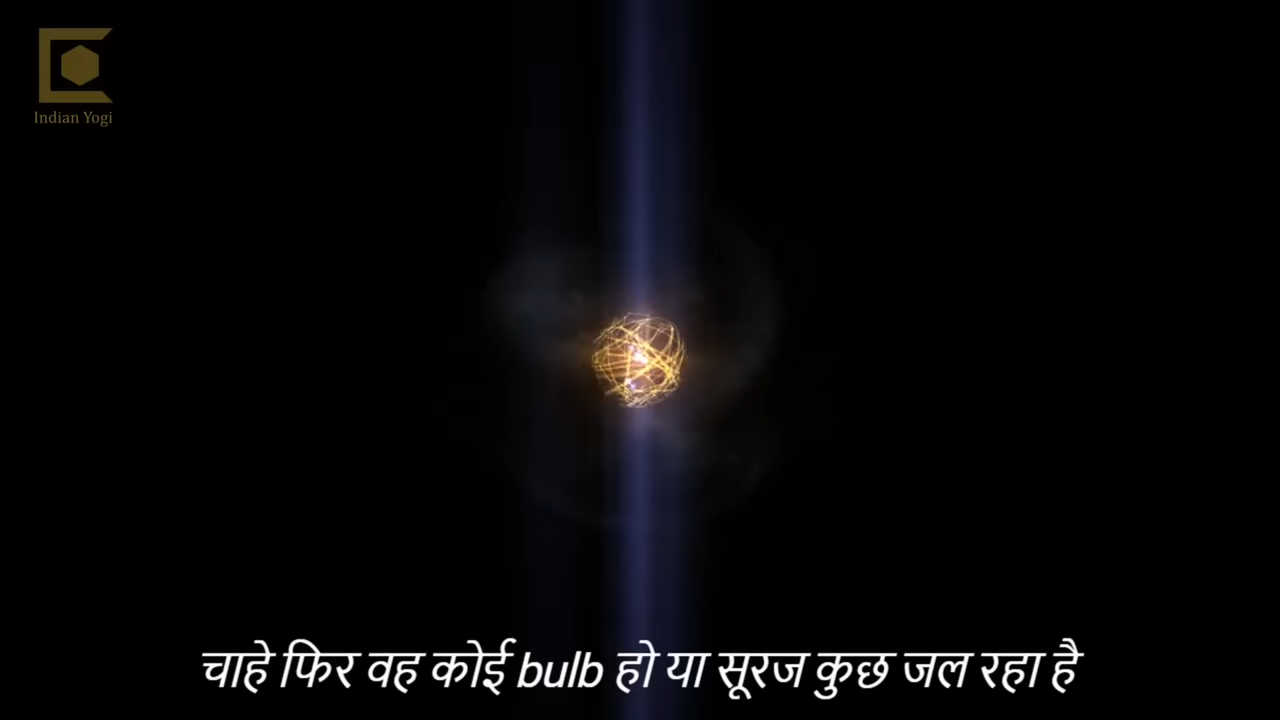 Indian Yogi
चाहे फिर वह कोई bulb हो या सूरज कुछ जल रहा है